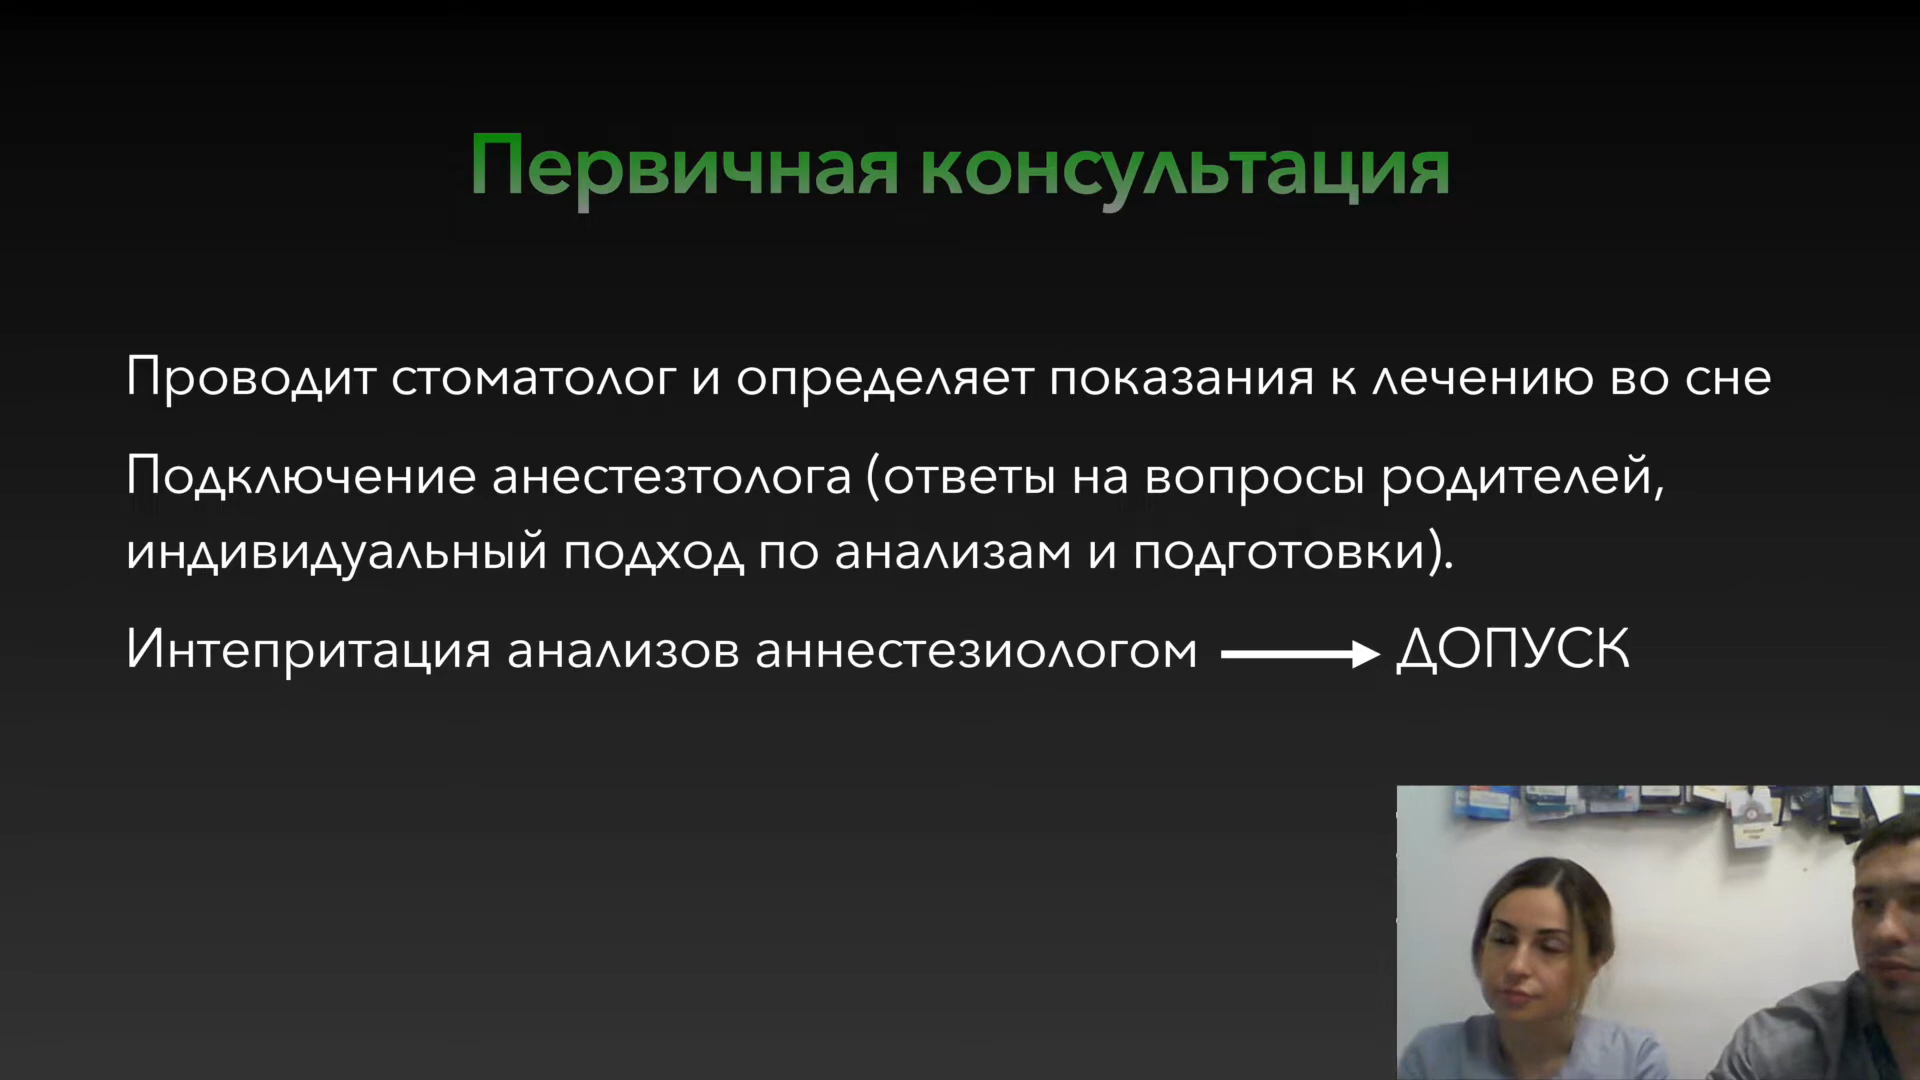 Первичная консультация
Проводит стоматолог и определяет показания к лечению во сне
Подключение анестезтолога (ответы на вопросы родителей,
индивидуальный подход по анализам и подготовки).
Интепритация анализов аннестезиологом → ДОПУСК